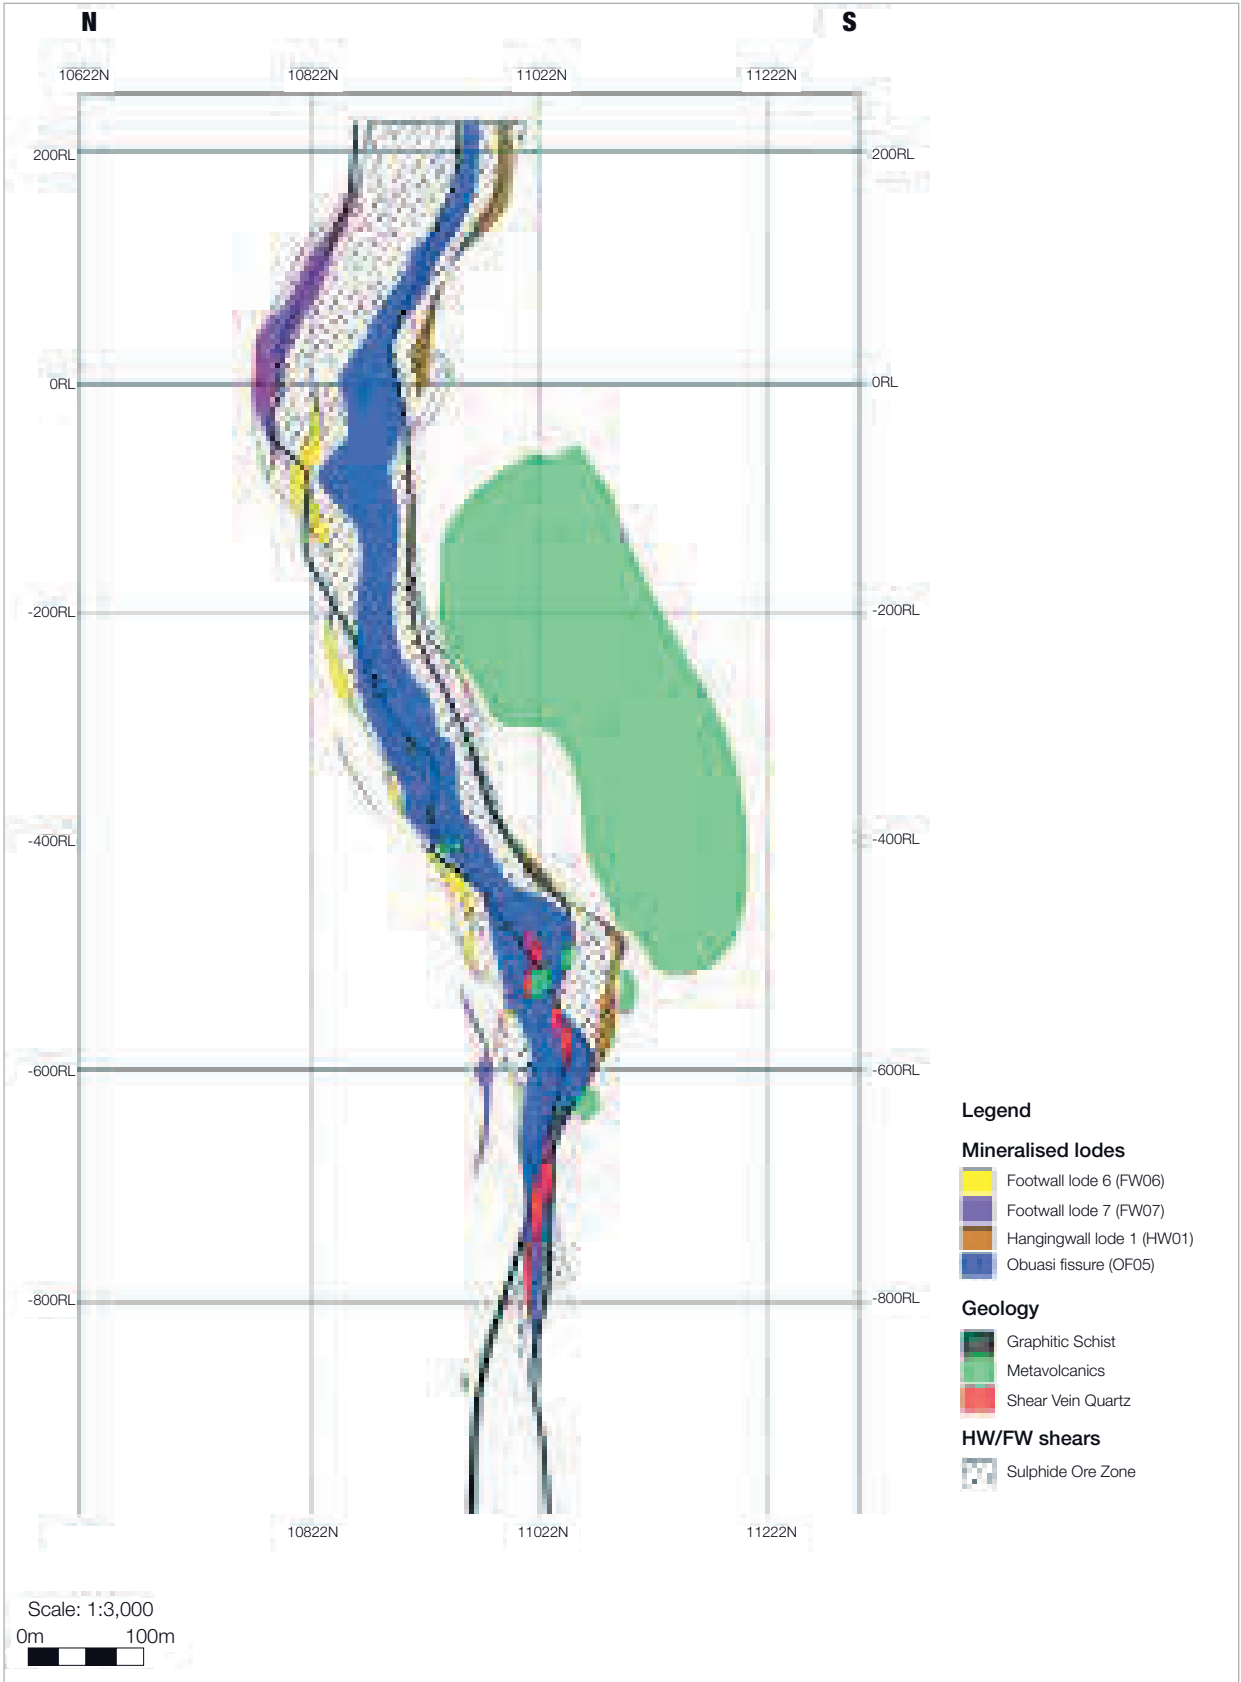 N S
10622N 10822N 11022N 11222N
200RL 200RL
0RL 0RL
-200RL -200RL
-400RL -400RL
-600RL -600RL
-800RL -800RL
10822N 11022N 11222N
Legend
Mineralised lodes
Footwall lode 6 (FW06)
Footwall lode 7 (FW07)
Hangingwall lode 1 (HW01)
Obuasi fissure (OF05)
Geology
Graphitic Schist
Metavolcanics
Shear Vein Quartz
HW/FW shears
Sulphide Ore Zone
Scale: 1:3,000
0m 100m